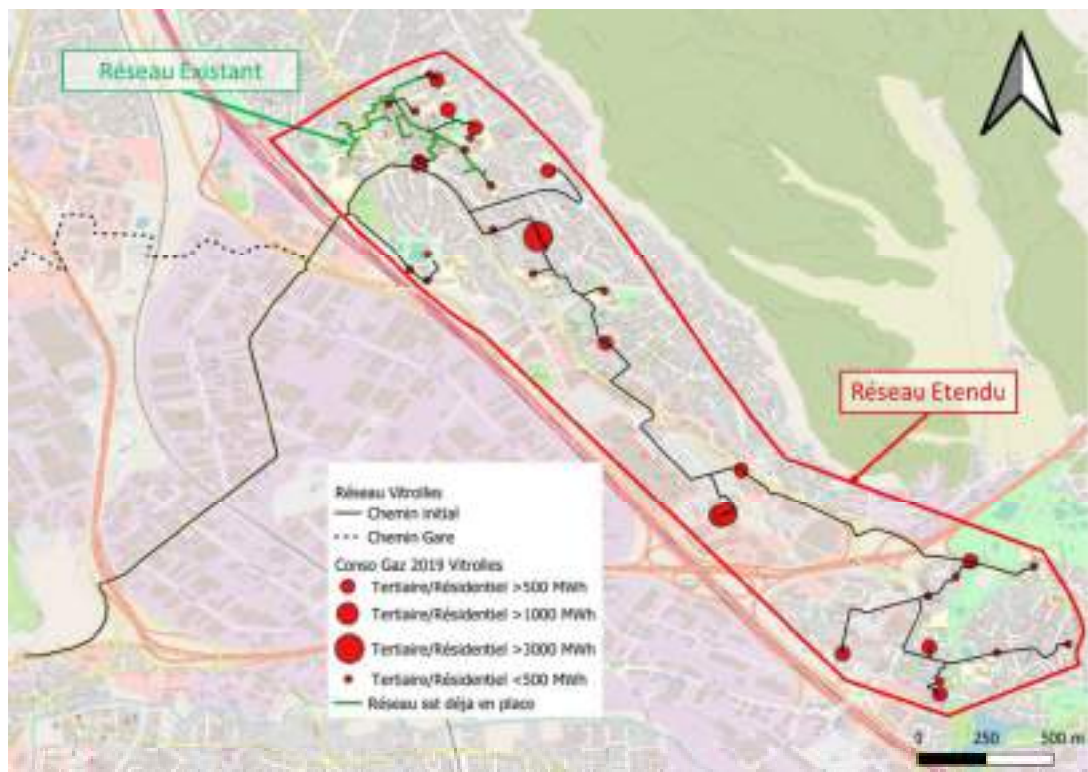 Réseau Existant
Réseau Etendu
Réseau Vitrolles
Chemin initial
Chemin Gare
Conso Gaz 2019 Vitrolles
Tertiaire/Résidentiel >500 MWh
Tertiaire/Résidentiel >1000 MWh
Tertiaire/Résidentiel >3000 MWh
Tertiaire/Résidentiel <500 MWh
Réseau est déja en place
0 250 500 m